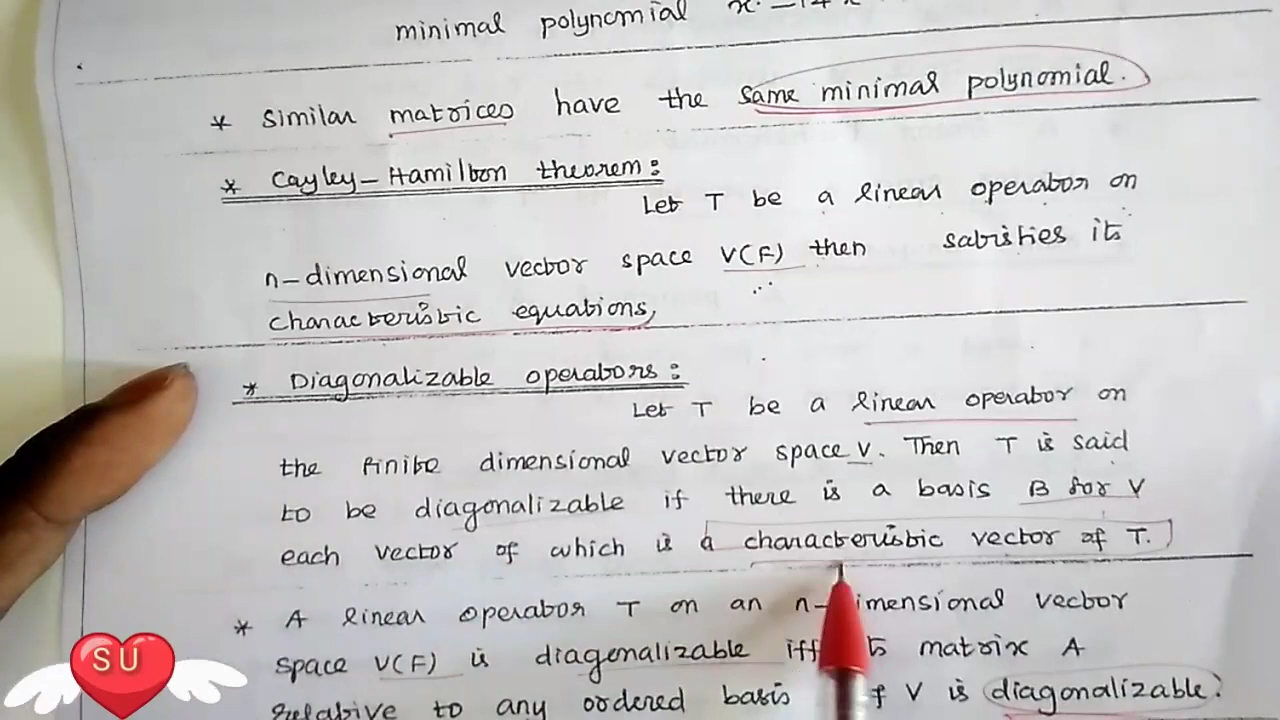 minimal polynomial
* Similar matrices have the same minimal polynomial.
* Cayley-Hamilton theorem:
Let T be a linear operator on
n-dimensional vector space V(F) then satisfies its
characteristic equations,
* Diagonalizable operators:
Let T be a linear operator on
the finite dimensional vector space V. Then T is said
to be diagonalizable if there is a basis B for V
each vector of which is a characteristic vector of T.
* A linear operator T on an n-dimensional vector
space V(F) is diagonalizable iff matrix A
relative to any ordered basis V is diagonalizable.
SU